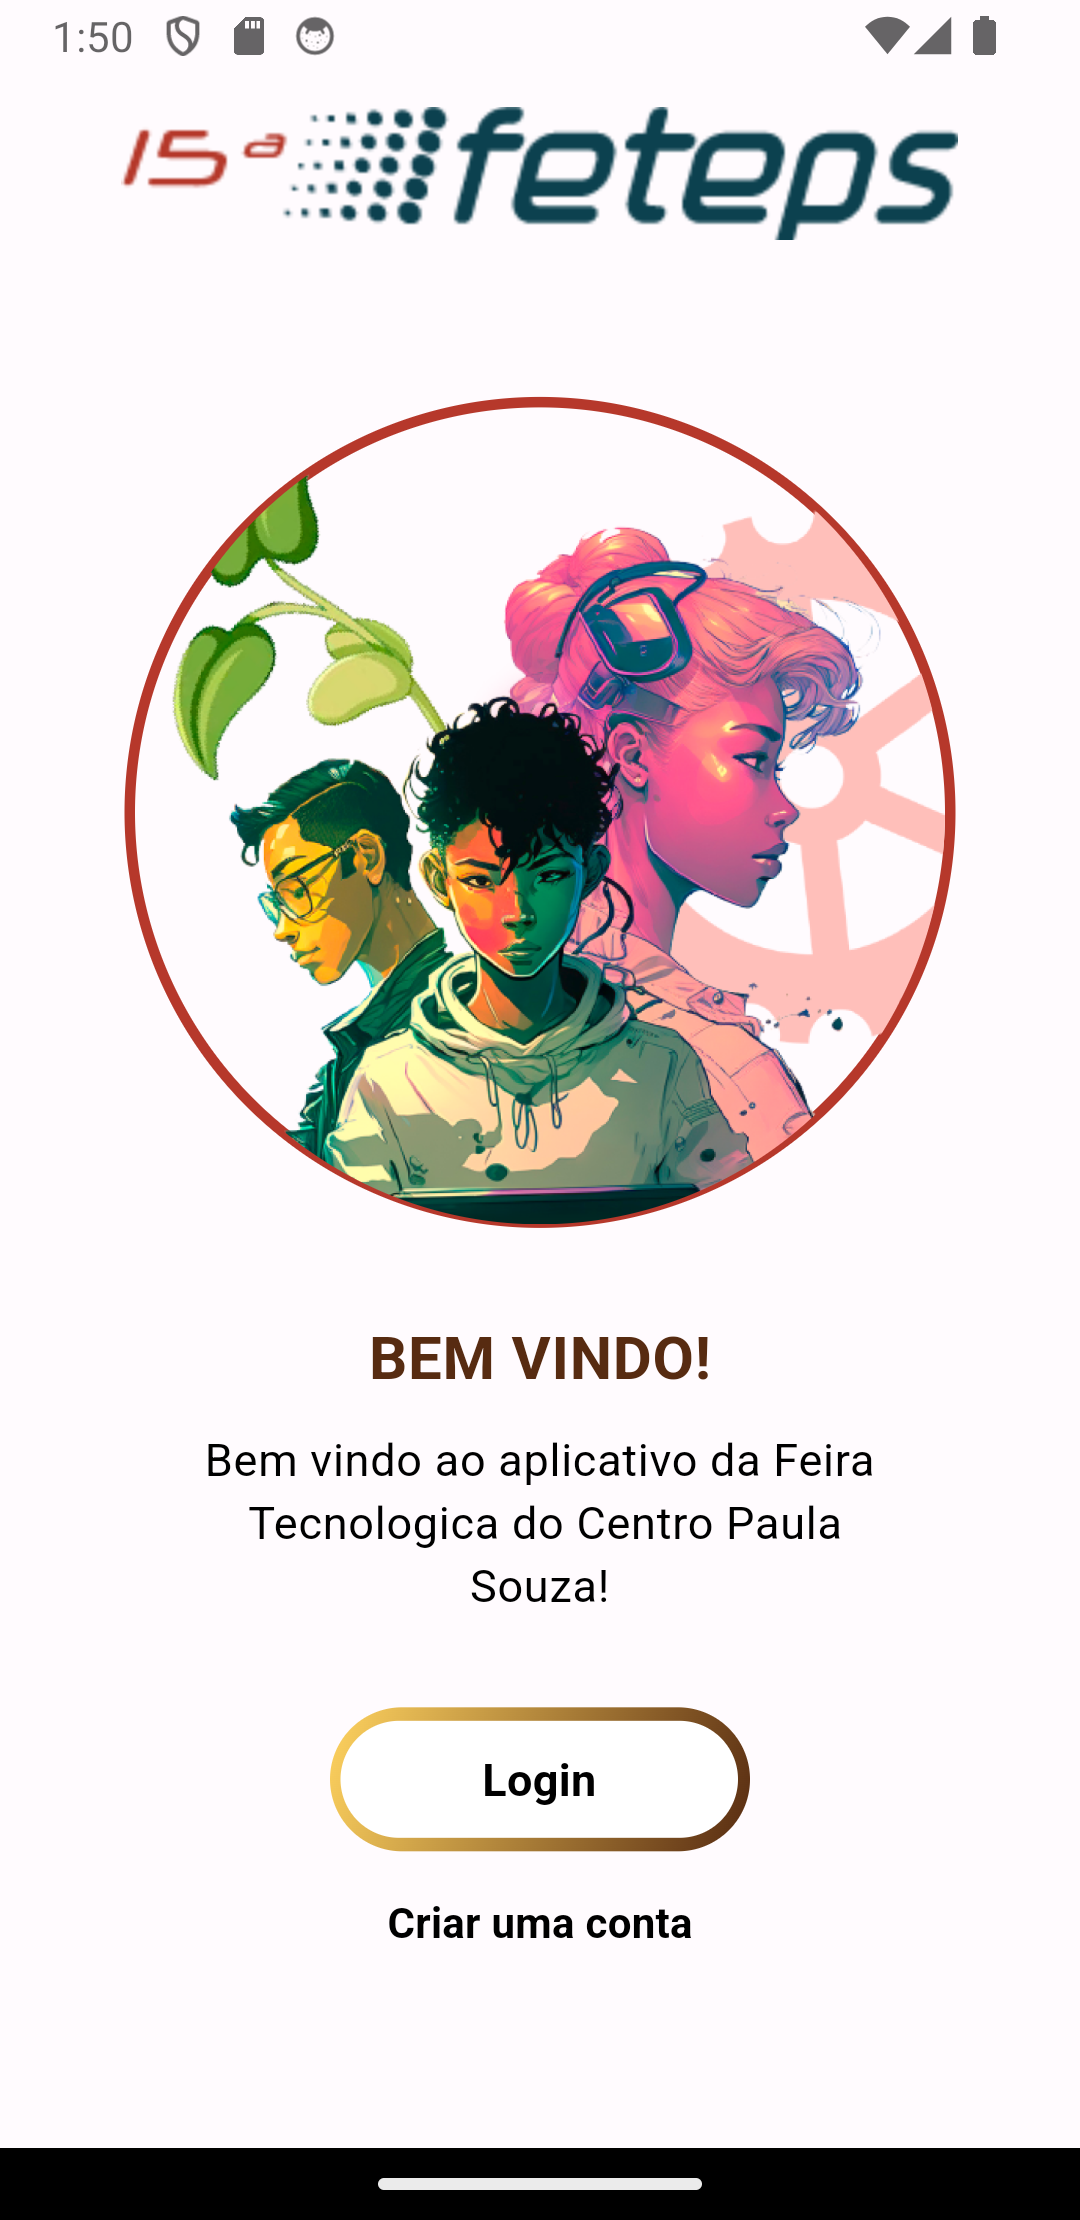 1:50
15ª feteps
BEM VINDO!
Bem vindo ao aplicativo da Feira
Tecnologica do Centro Paula
Souza!
Login
Criar uma conta